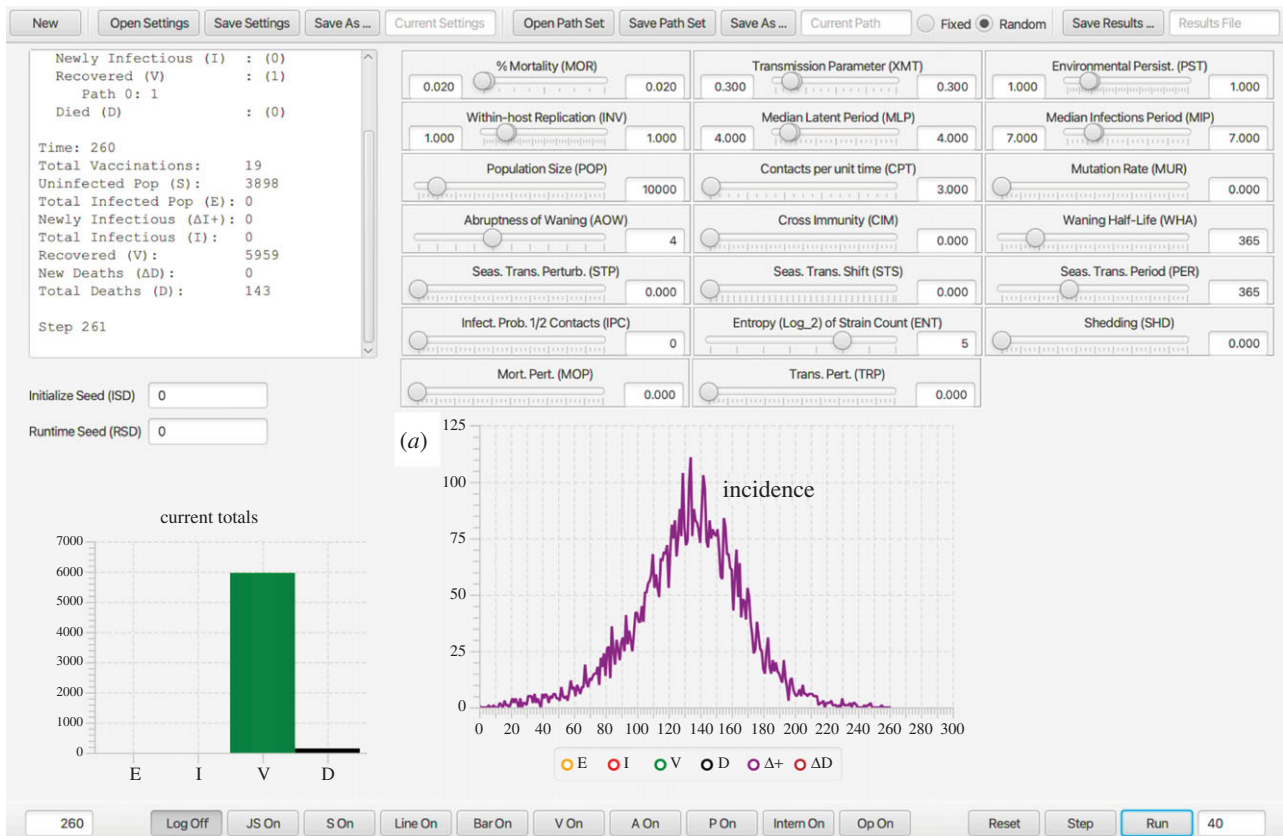 New Open Settings Save Settings Save As ... Current Settings Open Path Set Save Path Set Save As ... Current Path Fixed Random Save Results ... Results File
Newly Infectious (I) : (0)
Recovered (V) : (1)
Path 0: 1
Died (D) : (0)
Time: 260
Total Vaccinations: 19
Uninfected Pop (S): 3898
Total Infected Pop (E): 0
Newly Infectious (ΔI+): 0
Total Infectious (I): 0
Recovered (V): 5959
New Deaths (ΔD): 0
Total Deaths (D): 143
Step 261
% Mortality (MOR)
0.020 0.020
Transmission Parameter (XMT)
0.300 0.300
Environmental Persist. (PST)
1.000 1.000
Within-host Replication (INV)
1.000 1.000
Median Latent Period (MLP)
4.000 4.000
Median Infections Period (MIP)
7.000 7.000
Population Size (POP)
10000
Contacts per unit time (CPT)
3.000
Mutation Rate (MUR)
0.000
Abruptness of Waning (AOW)
4
Cross Immunity (CIM)
0.000
Waning Half-Life (WHA)
365
Seas. Trans. Perturb. (STP)
0.000
Seas. Trans. Shift (STS)
0.000
Seas. Trans. Period (PER)
365
Infect. Prob. 1/2 Contacts (IPC)
0
Entropy (Log_2) of Strain Count (ENT)
5
Shedding (SHD)
0.000
Mort. Pert. (MOP)
0.000
Trans. Pert. (TRP)
0.000
Initialize Seed (ISD) 0
Runtime Seed (RSD) 0
current totals
7000
6000
5000
4000
3000
2000
1000
0
E I V D
(a)
incidence
125
100
75
50
25
0
0 20 40 60 80 100 120 140 160 180 200 220 240 260 280 300
E I V D Δ+ ΔD
260 Log Off JS On S On Line On Bar On V On A On P On Intern On Op On Reset Step Run 40